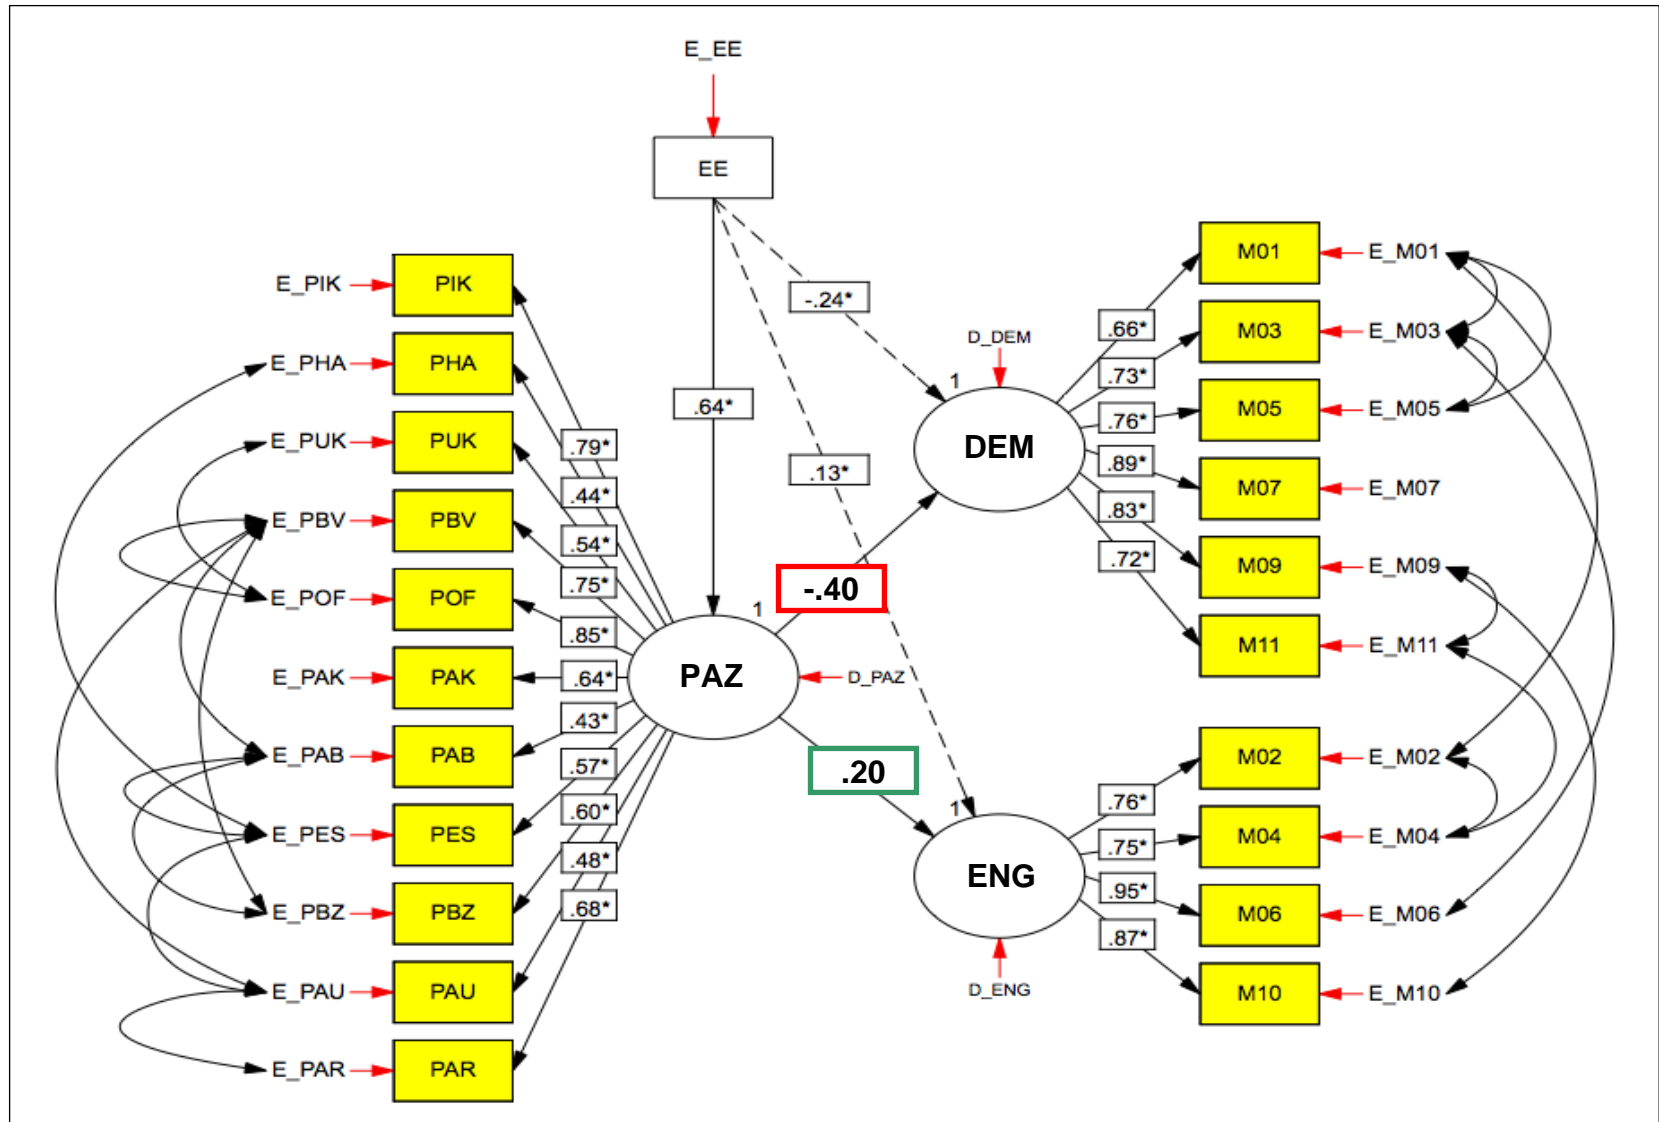 E_EE
EE
-.24*
.64*
.13*
E_PIK
PIK
E_PHA
PHA
E_PUK
PUK
E_PBV
PBV
E_POF
POF
E_PAK
PAK
E_PAB
PAB
E_PES
PES
E_PBZ
PBZ
E_PAU
PAU
E_PAR
PAR
.79*
.44*
.54*
.75*
.85*
.64*
.43*
.57*
.60*
.48*
.68*
1
PAZ
D_PAZ
-.40
.20
D_DEM
1
DEM
.66*
.73*
.76*
.89*
.83*
.72*
M01
E_M01
M03
E_M03
M05
E_M05
M07
E_M07
M09
E_M09
M11
E_M11
1
ENG
D_ENG
.76*
.75*
.95*
.87*
M02
E_M02
M04
E_M04
M06
E_M06
M10
E_M10